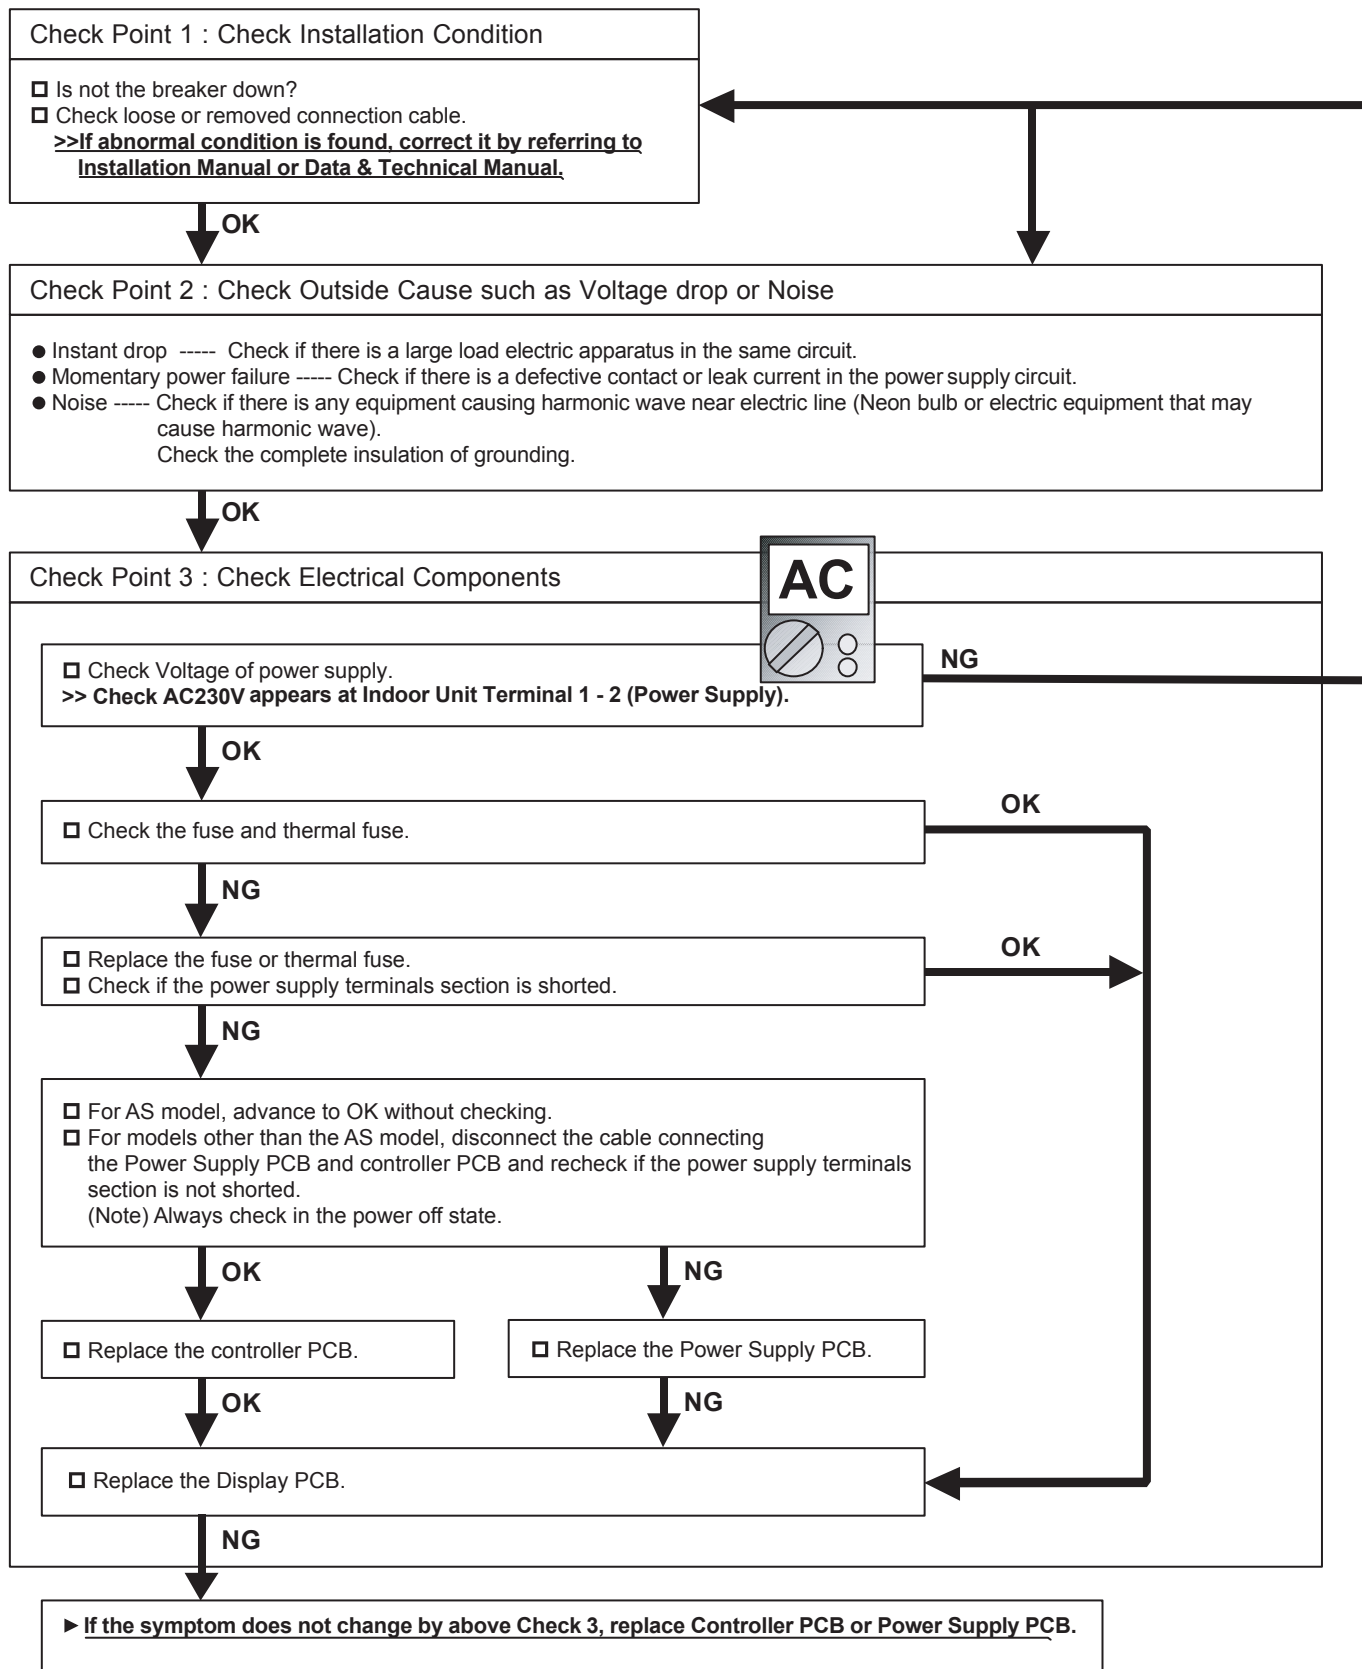 Check Point 1 : Check Installation Condition
Is not the breaker down?
Check loose or removed connection cable.
>>If abnormal condition is found, correct it by referring to
Installation Manual or Data & Technical Manual.
OK
Check Point 2 : Check Outside Cause such as Voltage drop or Noise
● Instant drop ----- Check if there is a large load electric apparatus in the same circuit.
● Momentary power failure ----- Check if there is a defective contact or leak current in the power supply circuit.
● Noise ----- Check if there is any equipment causing harmonic wave near electric line (Neon bulb or electric equipment that may
cause harmonic wave).
Check the complete insulation of grounding.
OK
Check Point 3 : Check Electrical Components
AC
Check Voltage of power supply.
>> Check AC230V appears at Indoor Unit Terminal 1 - 2 (Power Supply).
NG
OK
Check the fuse and thermal fuse.
OK
NG
Replace the fuse or thermal fuse.
Check if the power supply terminals section is shorted.
OK
NG
For AS model, advance to OK without checking.
For models other than the AS model, disconnect the cable connecting
the Power Supply PCB and controller PCB and recheck if the power supply terminals
section is not shorted.
(Note) Always check in the power off state.
OK
NG
Replace the controller PCB.
Replace the Power Supply PCB.
OK
NG
Replace the Display PCB.
NG
► If the symptom does not change by above Check 3, replace Controller PCB or Power Supply PCB.